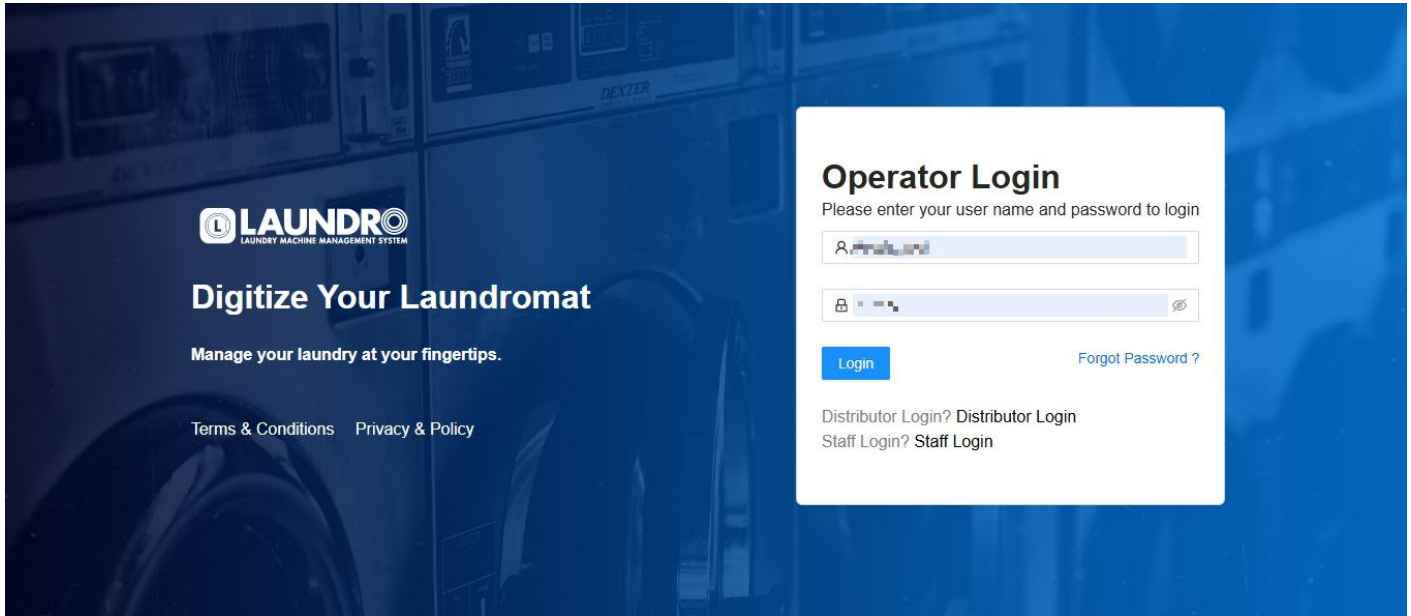 DEXTER
LAUNDRO
LAUNDRY MACHINE MANAGEMENT SYSTEM
Digitize Your Laundromat
Manage your laundry at your fingertips.
Terms & Conditions Privacy & Policy
Operator Login
Please enter your user name and password to login
Login
Forgot Password ?
Distributor Login? Distributor Login
Staff Login? Staff Login